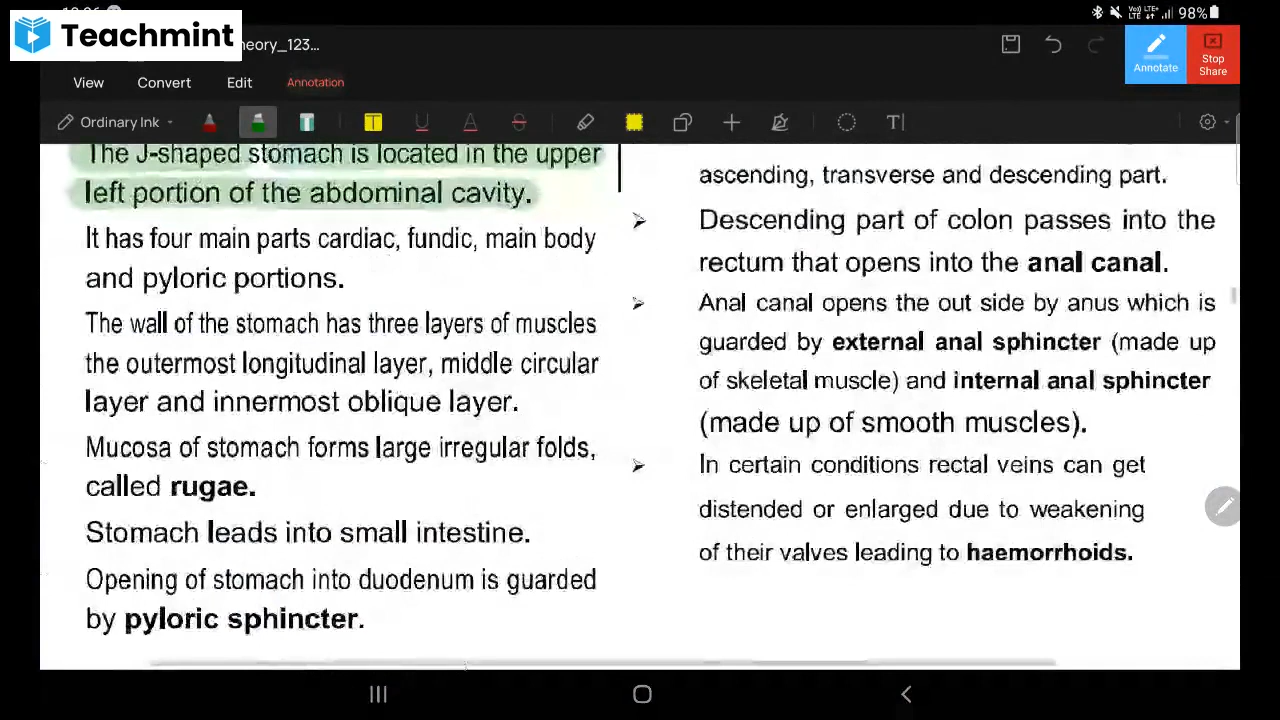 98%
Teachmint
eory_123...
Annotate
Stop
Share
View Convert Edit Annotation
Ordinary Ink
The J-shaped stomach is located in the upper
left portion of the abdominal cavity.
It has four main parts cardiac, fundic, main body
and pyloric portions.
The wall of the stomach has three layers of muscles
the outermost longitudinal layer, middle circular
layer and innermost oblique layer.
Mucosa of stomach forms large irregular folds,
called rugae.
Stomach leads into small intestine.
Opening of stomach into duodenum is guarded
by pyloric sphincter.
ascending, transverse and descending part.
Descending part of colon passes into the
rectum that opens into the anal canal.
Anal canal opens the out side by anus which is
guarded by external anal sphincter (made up
of skeletal muscle) and internal anal sphincter
(made up of smooth muscles).
In certain conditions rectal veins can get
distended or enlarged due to weakening
of their valves leading to haemorrhoids.